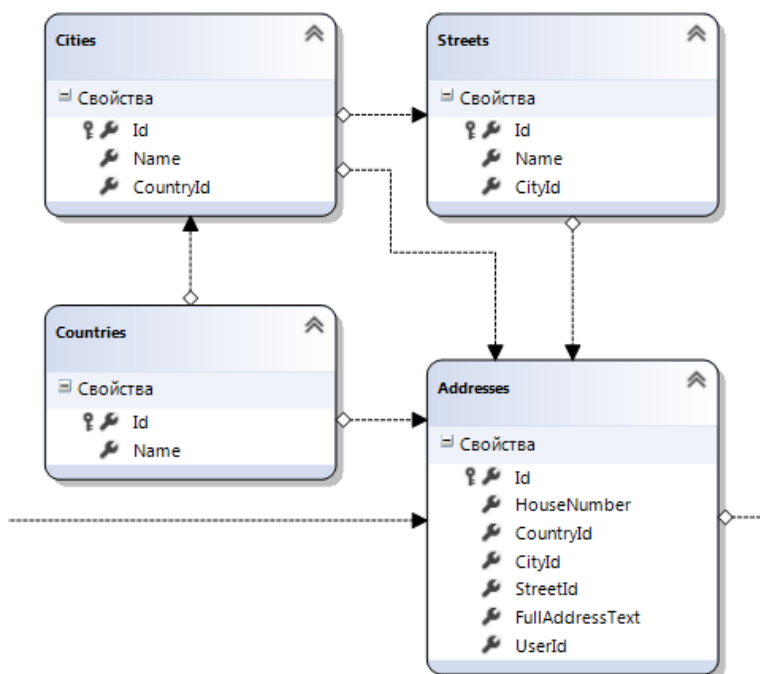 Cities
Свойства
Id
Name
CountryId
Streets
Свойства
Id
Name
CityId
Countries
Свойства
Id
Name
Addresses
Свойства
Id
HouseNumber
CountryId
CityId
StreetId
FullAddressText
UserId